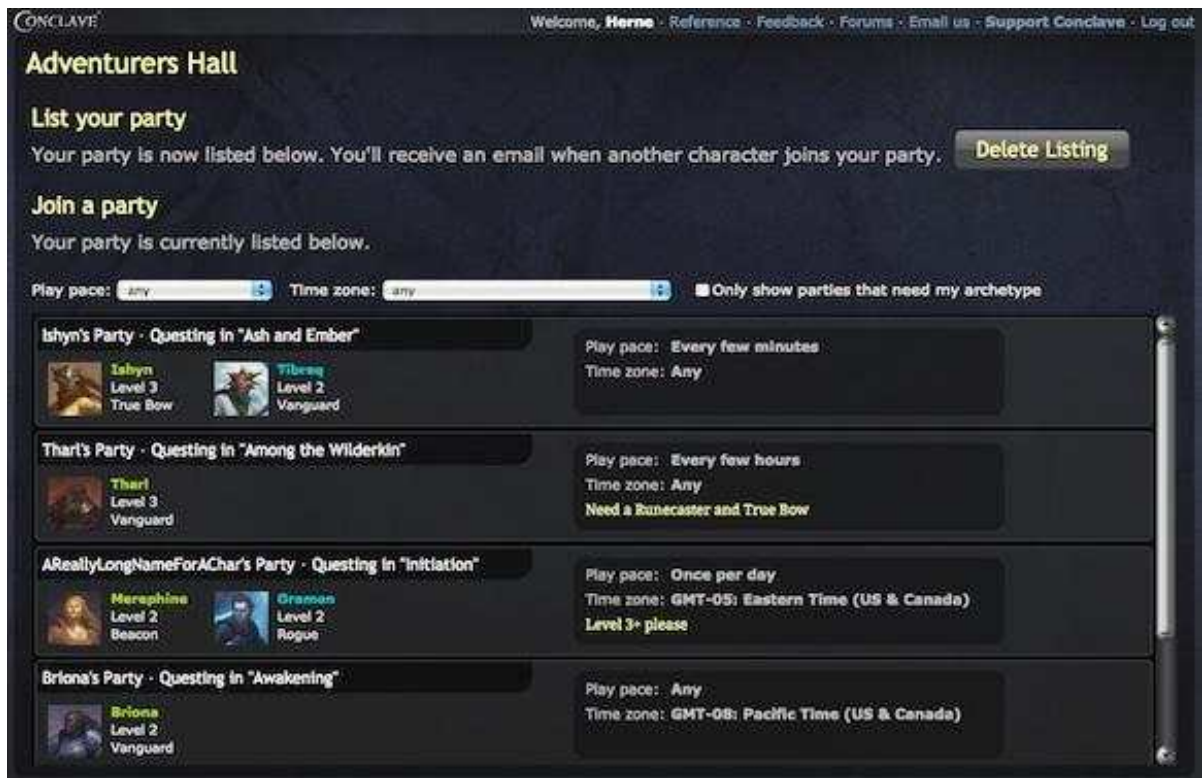 CONCLAVE
Welcome, Herne - Reference - Feedback - Forums - Email us - Support Conclave - Log out
Adventurers Hall
List your party
Your party is now listed below. You'll receive an email when another character joins your party.
Delete Listing
Join a party
Your party is currently listed below.
Play pace: any Time zone: any Only show parties that need my archetype
Ishyn's Party - Questing in "Ash and Ember"
Ishyn
Level 3
True Bow
Level 2
Vanguard
Play pace: Every few minutes
Time zone: Any
Tharl's Party - Questing in "Among the Wilderkin"
Tharl
Level 3
Vanguard
Play pace: Every few hours
Time zone: Any
Need a Runecaster and True Bow
AReallyLongNameForAChar's Party - Questing in "Initiation"
Meraphine
Level 2
Beacon
Gramon
Level 2
Rogue
Play pace: Once per day
Time zone: GMT-05: Eastern Time (US & Canada)
Level 3+ please
Briona's Party - Questing in "Awakening"
Briona
Level 2
Vanguard
Play pace: Any
Time zone: GMT-08: Pacific Time (US & Canada)